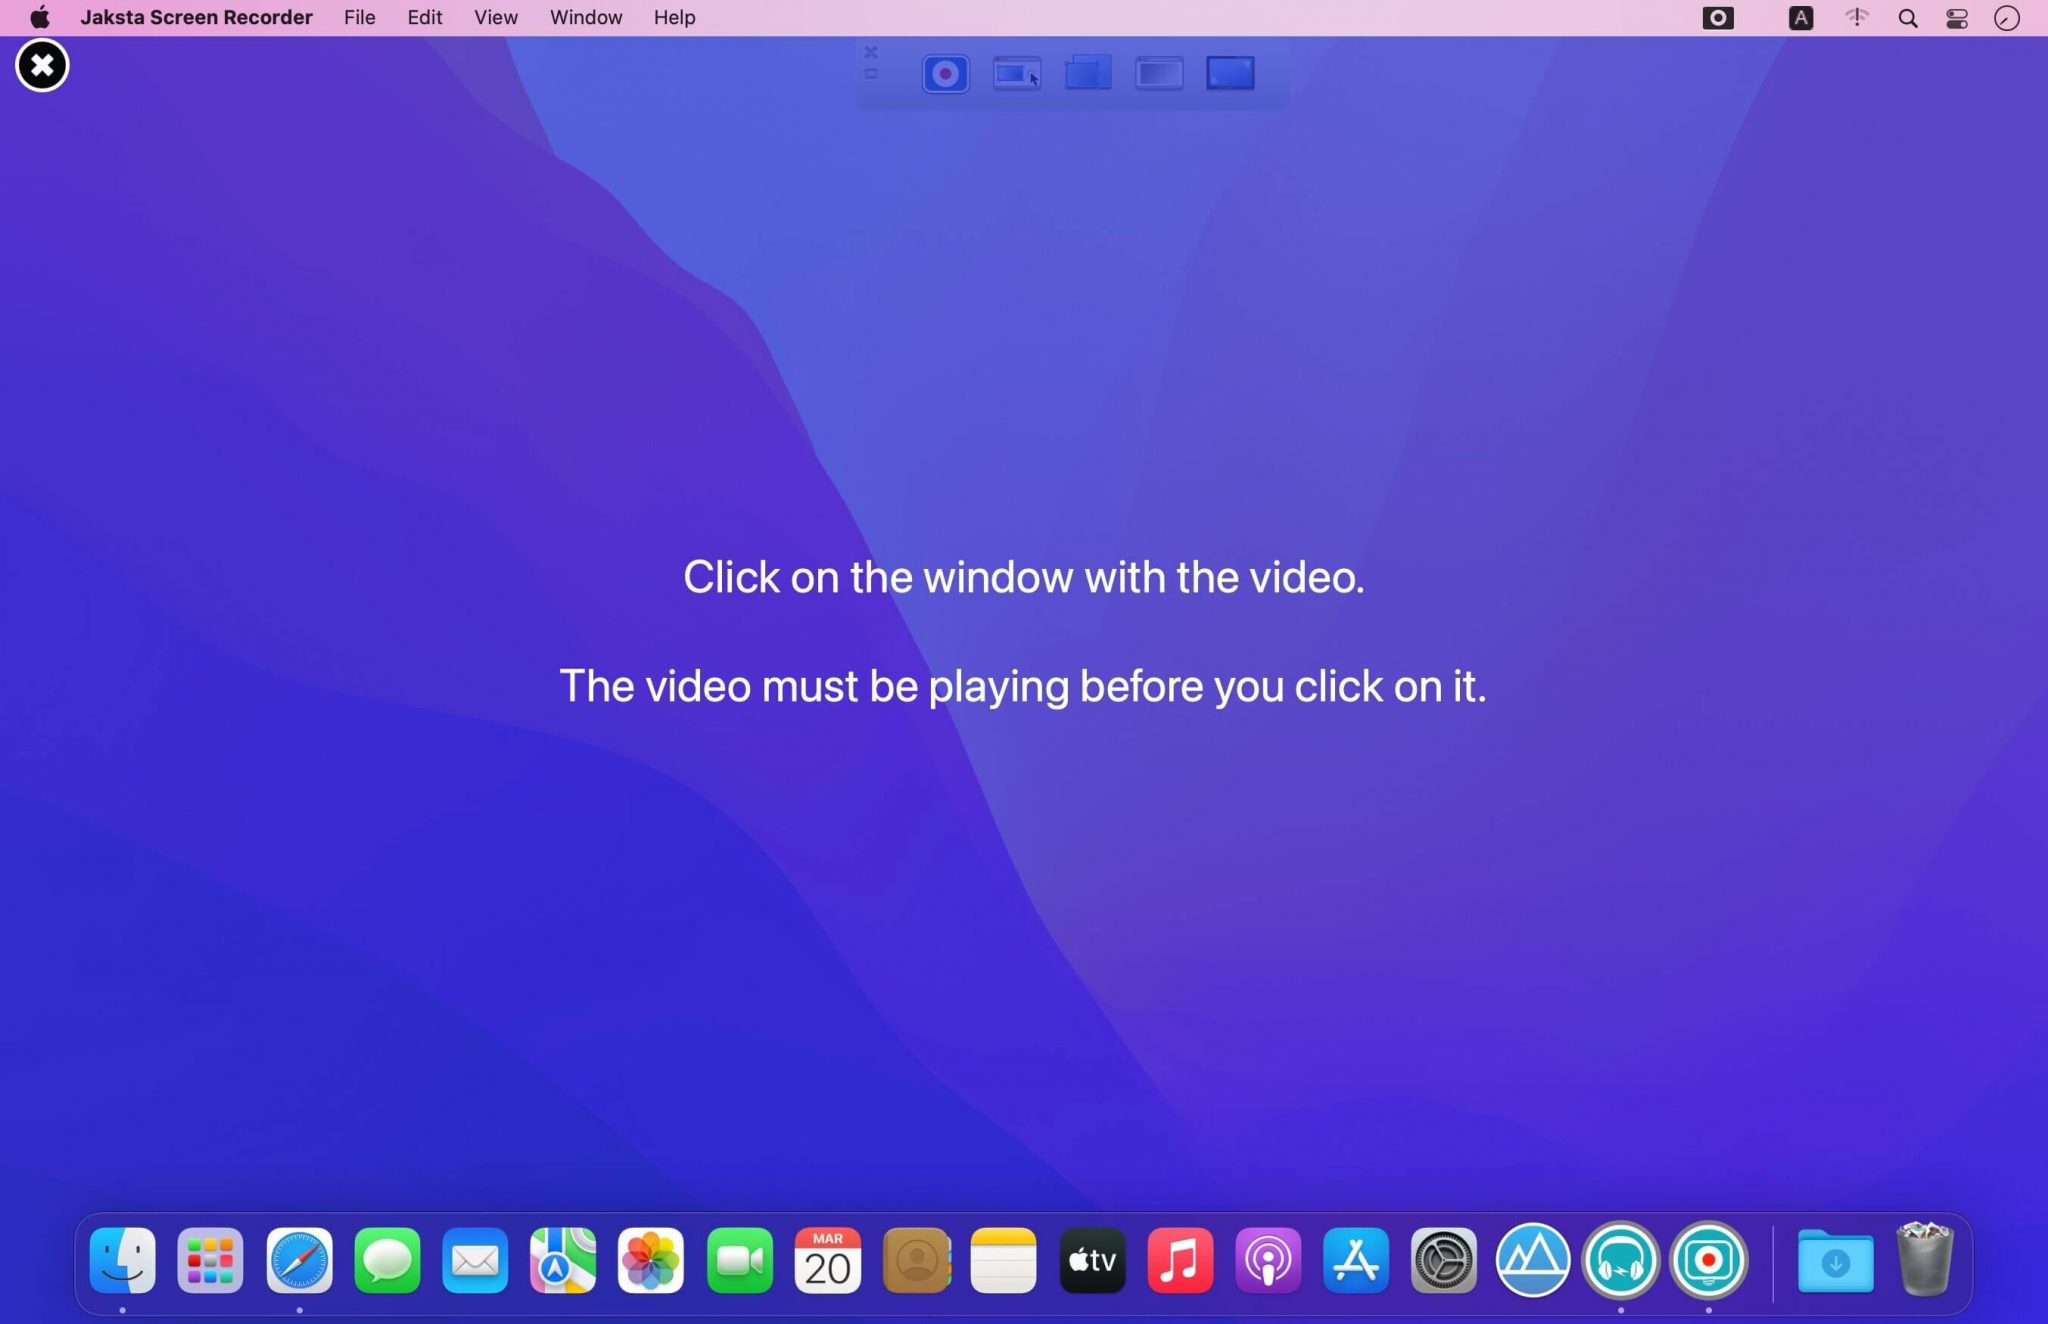 Jaksta Screen Recorder File Edit View Window Help A
Click on the window with the video.
The video must be playing before you click on it.
MAR
20
tv